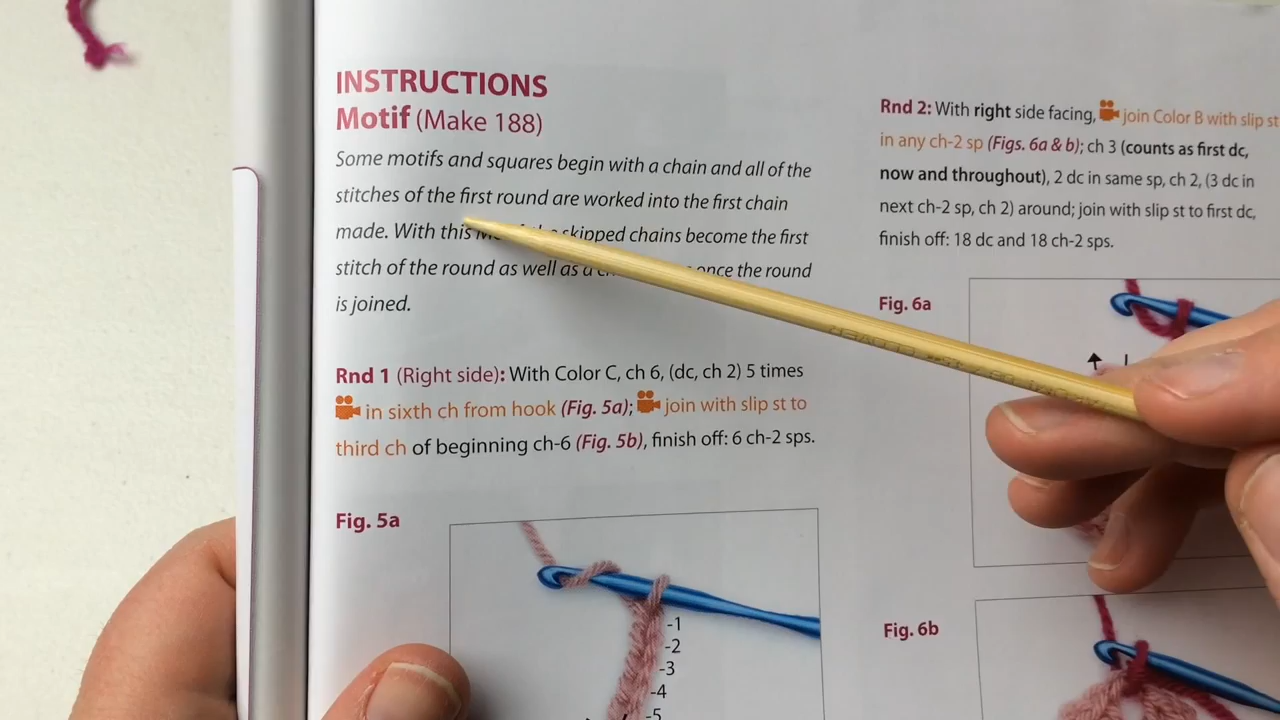 INSTRUCTIONS
Motif (Make 188)
Some motifs and squares begin with a chain and all of the
stitches of the first round are worked into the first chain
made. With this skipped chains become the first
stitch of the round as well as a once the round
is joined.
Rnd 1 (Right side): With Color C, ch 6, (dc, ch 2) 5 times
in sixth ch from hook (Fig. 5a); join with slip st to
third ch of beginning ch-6 (Fig. 5b), finish off: 6 ch-2 sps.
Fig. 5a
-1
-2
-3
-4
-5
Rnd 2: With right side facing, join Color B with slip st
in any ch-2 sp (Figs. 6a & b); ch 3 (counts as first dc,
now and throughout), 2 dc in same sp, ch 2, (3 dc in
next ch-2 sp, ch 2) around; join with slip st to first dc,
finish off: 18 dc and 18 ch-2 sps.
Fig. 6a
Fig. 6b